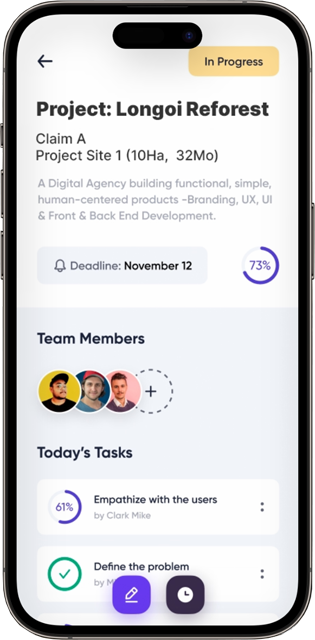 In Progress
Project: Longoi Reforest
Claim A
Project Site 1 (10Ha, 32Mo)
A Digital Agency building functional, simple,
human-centered products -Branding, UX, UI
& Front & Back End Development.
Deadline: November 12
73%
Team Members
+
Today's Tasks
61%
Empathize with the users
by Clark Mike
Define the problem
by